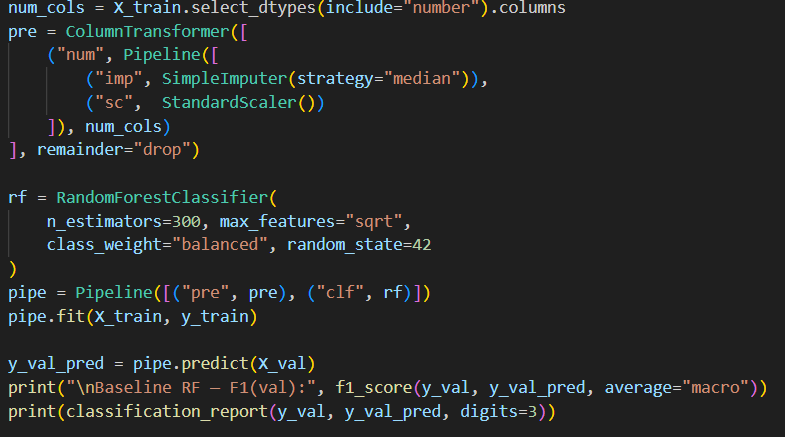 num_cols = X_train.select_dtypes(include="number").columns
pre = ColumnTransformer([
    ("num", Pipeline([
        ("imp", SimpleImputer(strategy="median")),
        ("sc",  StandardScaler())
    ]), num_cols)
], remainder="drop")

rf = RandomForestClassifier(
    n_estimators=300, max_features="sqrt",
    class_weight="balanced", random_state=42
)
pipe = Pipeline([("pre", pre), ("clf", rf)])
pipe.fit(X_train, y_train)

y_val_pred = pipe.predict(X_val)
print("\nBaseline RF — F1(val):", f1_score(y_val, y_val_pred, average="macro"))
print(classification_report(y_val, y_val_pred, digits=3))